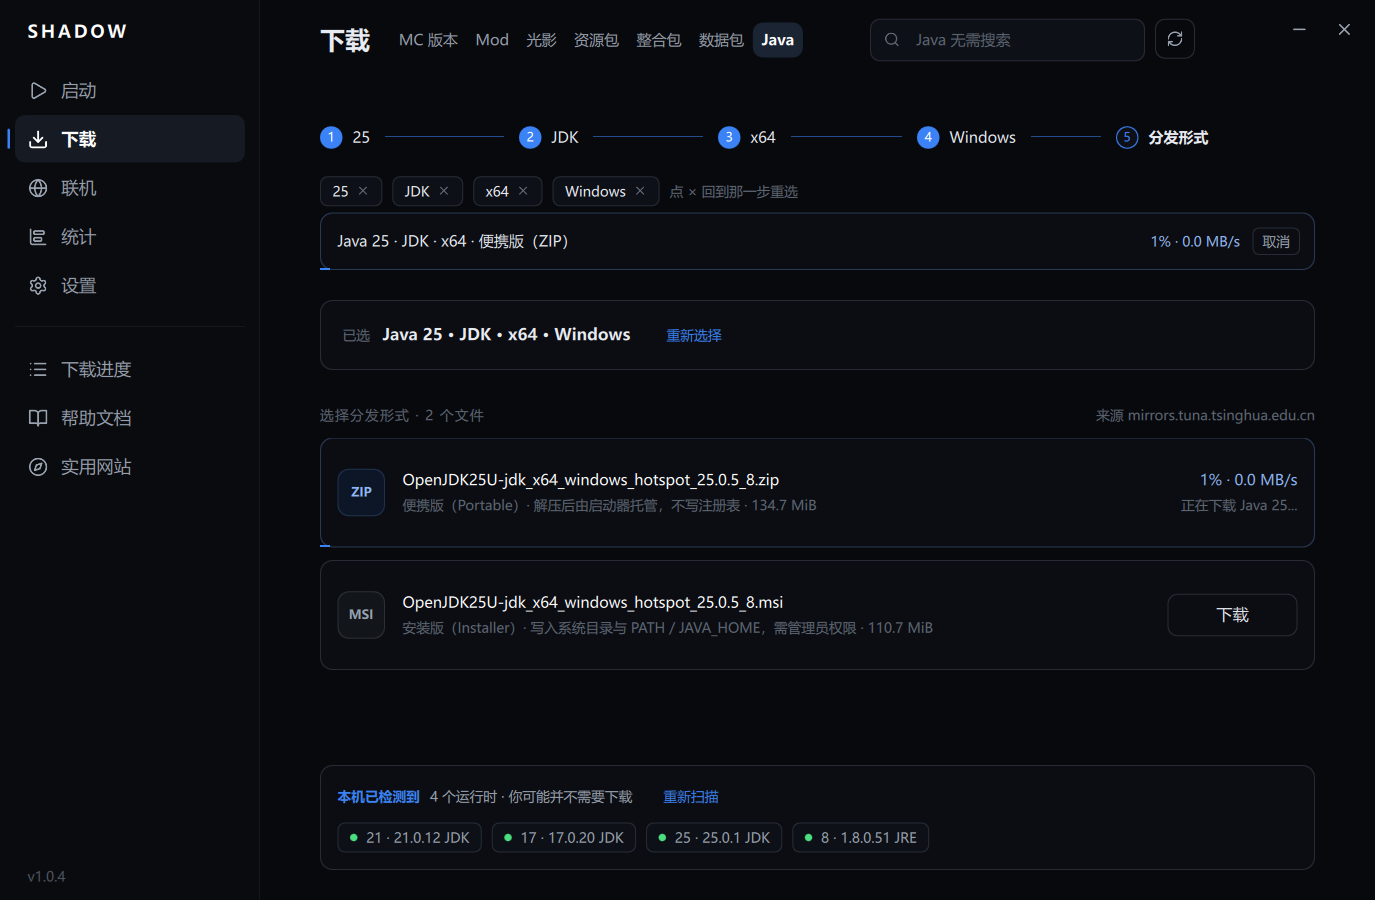 SHADOW
启动
下载
联机
统计
设置
下载进度
帮助文档
实用网站
v1.0.4
下载 MC 版本 Mod 光影 资源包 整合包 数据包 Java
Java 无需搜索
1 25 2 JDK 3 x64 4 Windows 5 分发形式
25 × JDK × x64 × Windows × 点 × 回到那一步重选
Java 25 · JDK · x64 · 便携版（ZIP） 1% · 0.0 MB/s 取消
已选 Java 25 • JDK • x64 • Windows 重新选择
选择分发形式 · 2 个文件 来源 mirrors.tuna.tsinghua.edu.cn
ZIP
OpenJDK25U-jdk_x64_windows_hotspot_25.0.5_8.zip 1% · 0.0 MB/s
便携版（Portable）· 解压后由启动器托管，不写注册表 · 134.7 MiB 正在下载 Java 25...
MSI
OpenJDK25U-jdk_x64_windows_hotspot_25.0.5_8.msi
安装版（Installer）· 写入系统目录与 PATH / JAVA_HOME，需管理员权限 · 110.7 MiB
下载
本机已检测到 4 个运行时 · 你可能并不需要下载 重新扫描
21 · 21.0.12 JDK 17 · 17.0.20 JDK 25 · 25.0.1 JDK 8 · 1.8.0.51 JRE